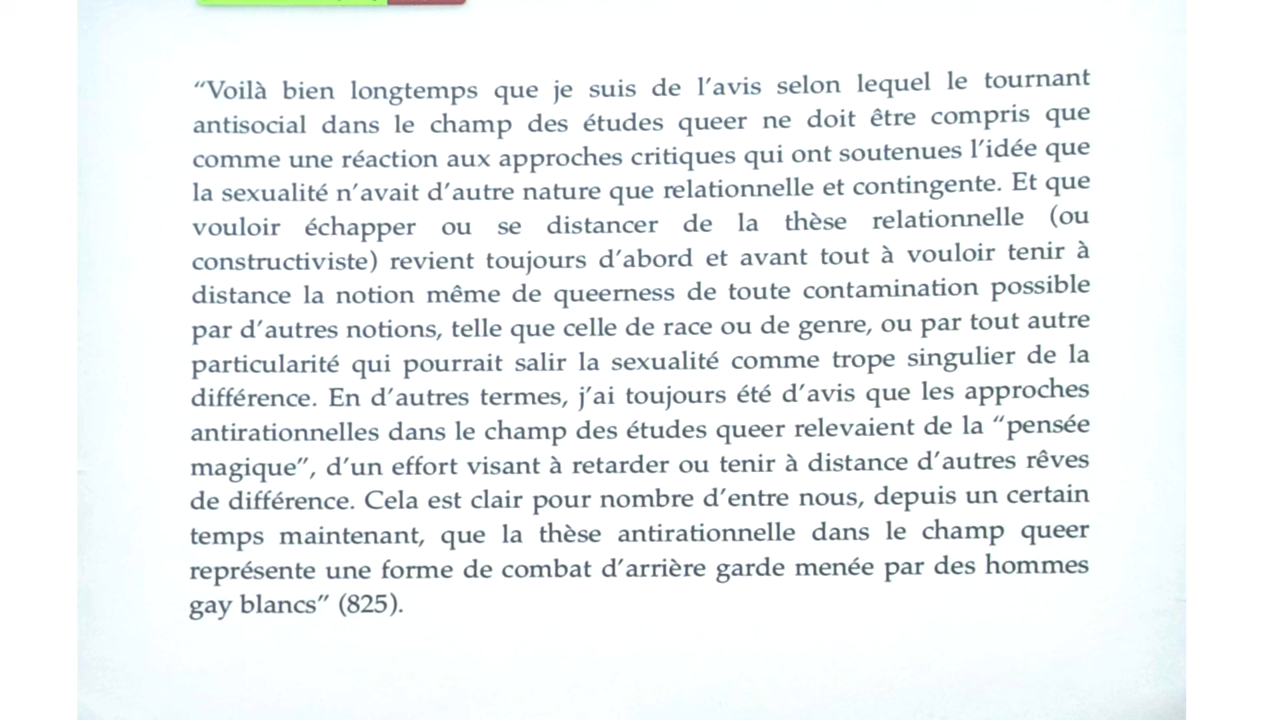 “Voilà bien longtemps que je suis de l’avis selon lequel le tournant
antisocial dans le champ des études queer ne doit être compris que
comme une réaction aux approches critiques qui ont soutenues l’idée que
la sexualité n’avait d’autre nature que relationnelle et contingente. Et que
vouloir échapper ou se distancer de la thèse relationnelle (ou
constructiviste) revient toujours d’abord et avant tout à vouloir tenir à
distance la notion même de queerness de toute contamination possible
par d’autres notions, telle que celle de race ou de genre, ou par tout autre
particularité qui pourrait salir la sexualité comme trope singulier de la
différence. En d’autres termes, j’ai toujours été d’avis que les approches
antirationnelles dans le champ des études queer relevaient de la “pensée
magique”, d’un effort visant à retarder ou tenir à distance d’autres rêves
de différence. Cela est clair pour nombre d’entre nous, depuis un certain
temps maintenant, que la thèse antirationnelle dans le champ queer
représente une forme de combat d’arrière garde menée par des hommes
gay blancs” (825).